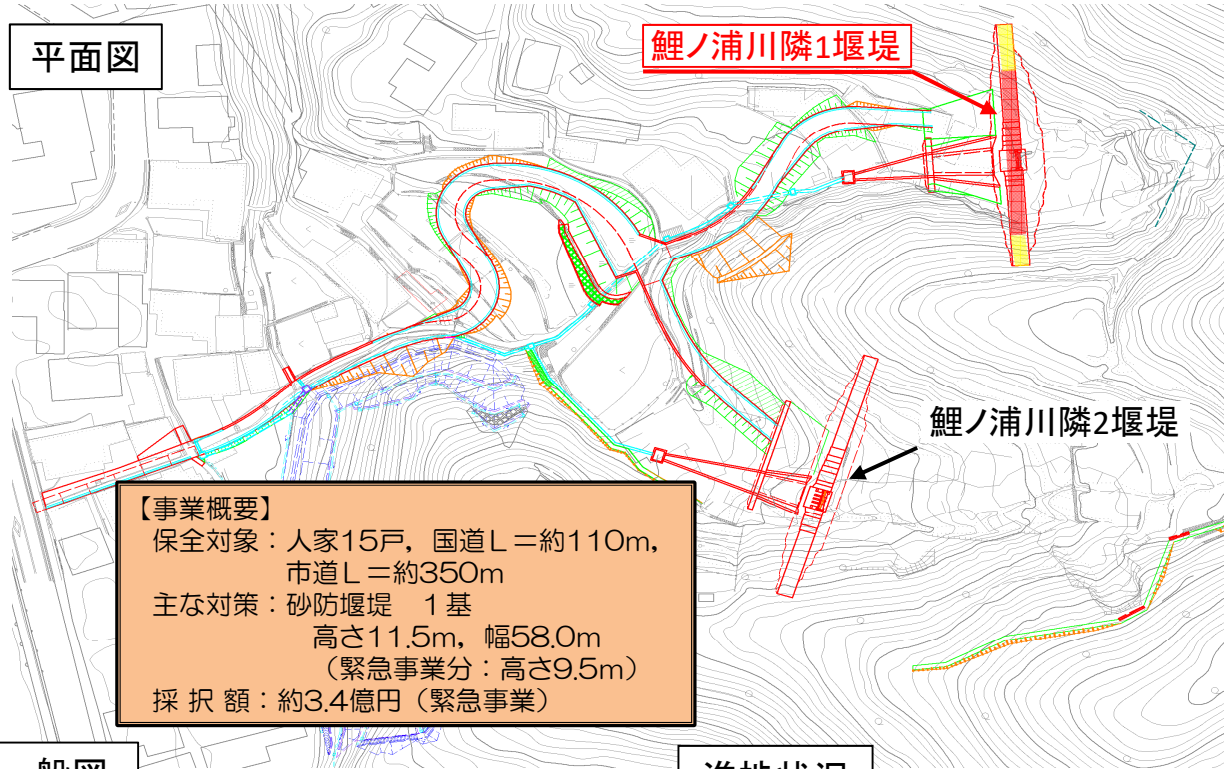 平面図
鯉ノ浦川隣1堰堤
鯉ノ浦川隣2堰堤
【事業概要】
保全対象：人家15戸，国道Ｌ＝約110m，
市道Ｌ＝約350m
主な対策：砂防堰堤　１基
高さ11.5m，幅58.0m
（緊急事業分：高さ9.5m）
採 択 額：約3.4億円（緊急事業）